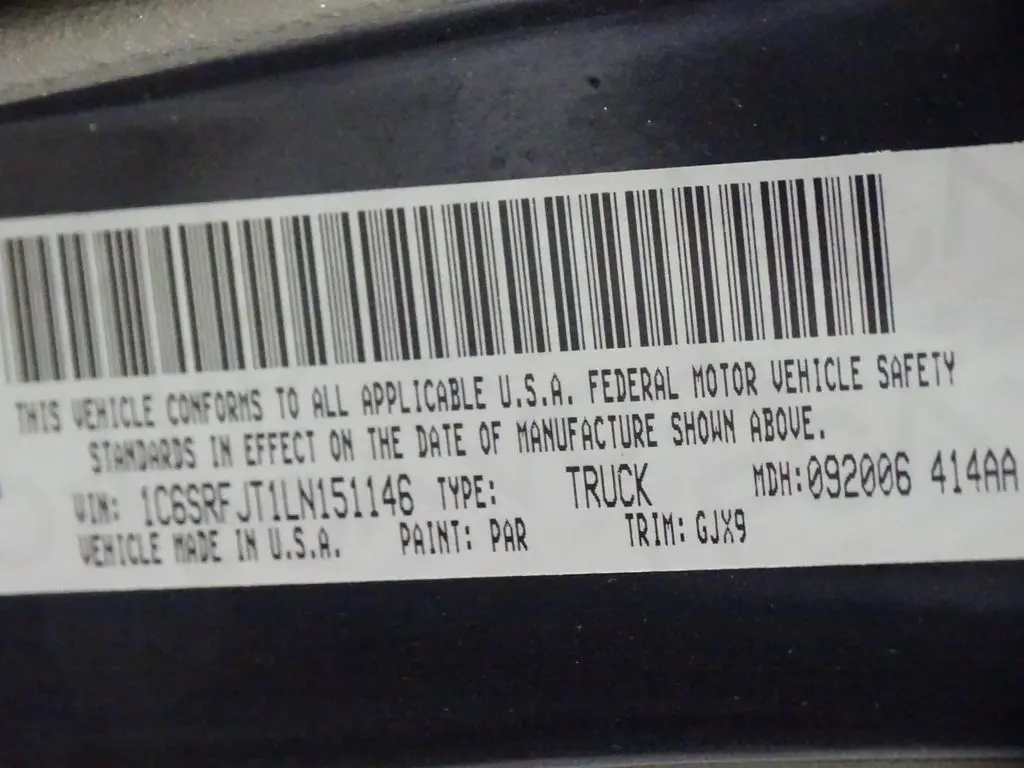 THIS VEHICLE CONFORMS TO ALL APPLICABLE U.S.A. FEDERAL MOTOR VEHICLE SAFETY
STANDARDS IN EFFECT ON THE DATE OF MANUFACTURE SHOWN ABOVE.
VIN: 1C6SRFJT1LN151146 TYPE: TRUCK MDH:092006 414AA
VEHICLE MADE IN U.S.A. PAINT: PAR TRIM: GJX9